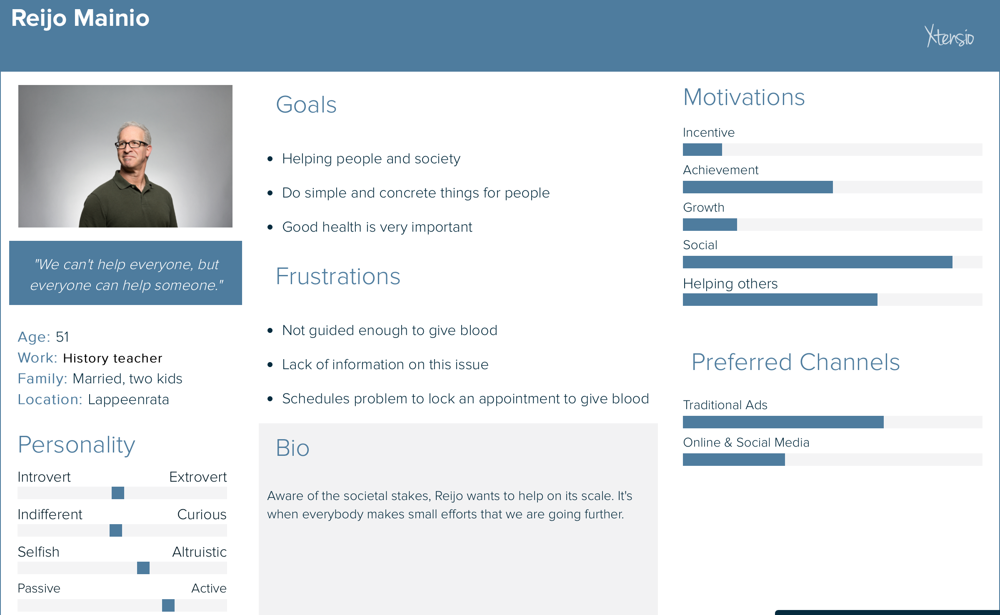 Reijo Mainio
Xtensio
"We can't help everyone, but
everyone can help someone."
Age: 51
Work: History teacher
Family: Married, two kids
Location: Lappeenrata
Personality
Introvert Extrovert
Indifferent Curious
Selfish Altruistic
Passive Active
Goals
Helping people and society
Do simple and concrete things for people
Good health is very important
Frustrations
Not guided enough to give blood
Lack of information on this issue
Schedules problem to lock an appointment to give blood
Bio
Aware of the societal stakes, Reijo wants to help on its scale. It's
when everybody makes small efforts that we are going further.
Motivations
Incentive
Achievement
Growth
Social
Helping others
Preferred Channels
Traditional Ads
Online & Social Media